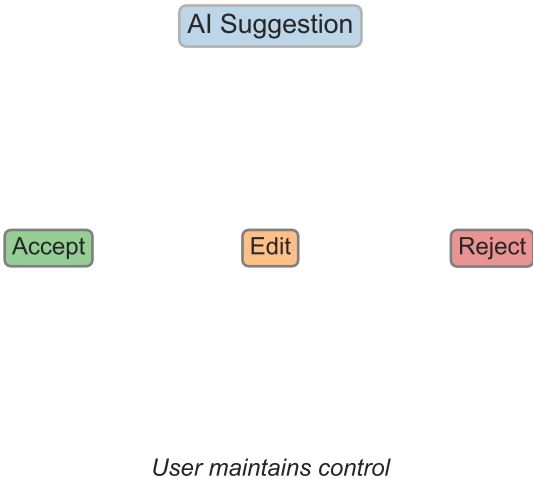 AI Suggestion
Accept
Edit
Reject
User maintains control